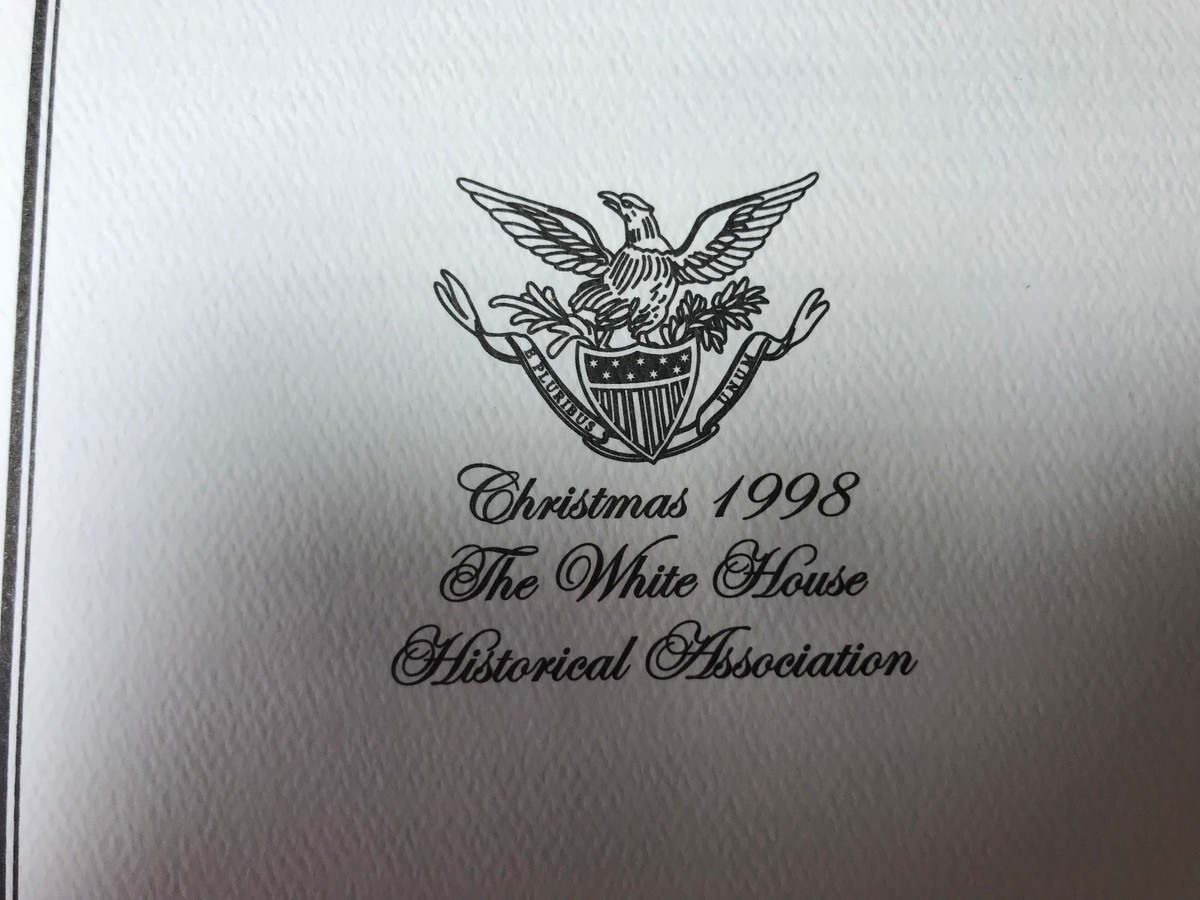 E PLURIBUS UNUM
Christmas 1998
The White House
Historical Association